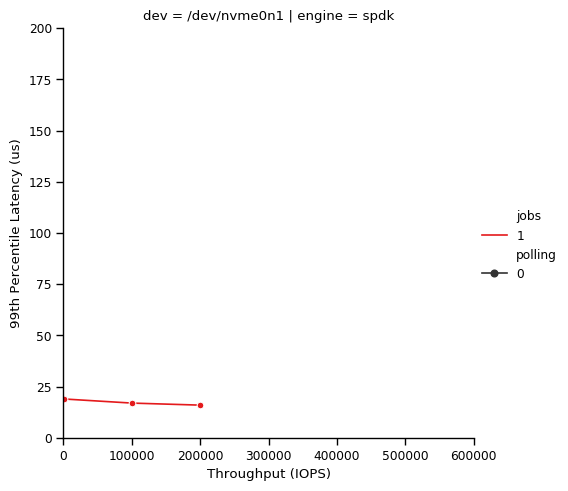 dev = /dev/nvme0n1 | engine = spdk
200
175
150
125
100
75
50
25
0
99th Percentile Latency (us)
0 100000 200000 300000 400000 500000 600000
Throughput (IOPS)
jobs
1
polling
0